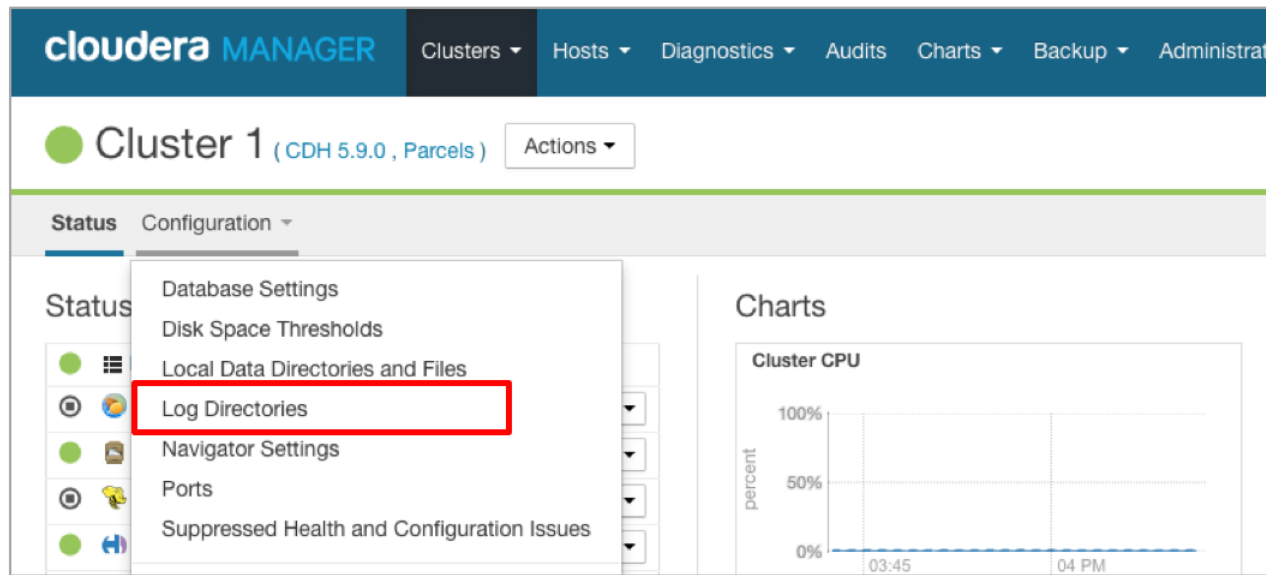 cloudera MANAGER Clusters Hosts Diagnostics Audits Charts Backup Administrat
Cluster 1 ( CDH 5.9.0 , Parcels ) Actions
Status Configuration
Status
Database Settings
Disk Space Thresholds
Local Data Directories and Files
Log Directories
Navigator Settings
Ports
Suppressed Health and Configuration Issues
Charts
Cluster CPU
percent
100%
50%
0%
03:45 04 PM